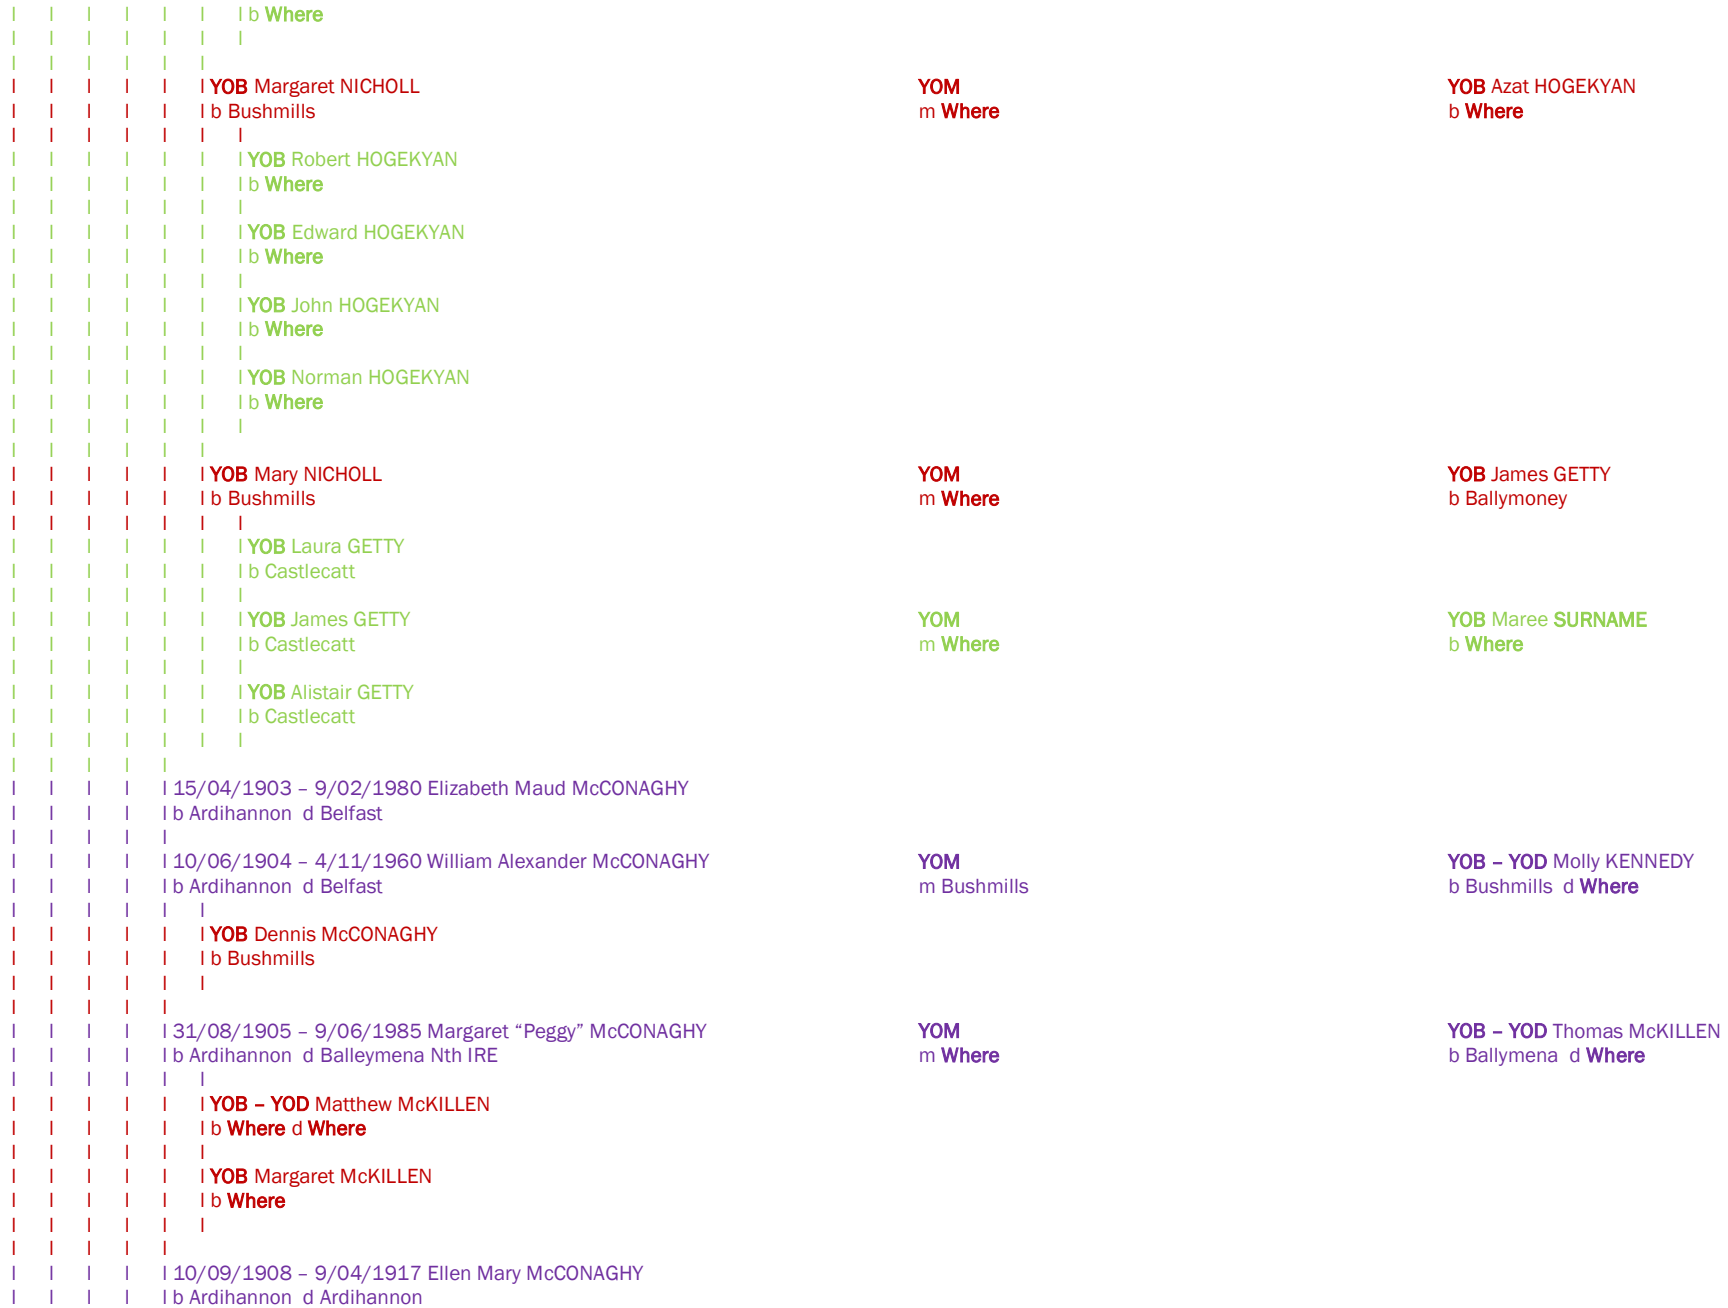 b Where
YOB Margaret NICHOLL YOM YOB Azat HOGEKYAN
b Bushmills m Where b Where
YOB Robert HOGEKYAN
b Where
YOB Edward HOGEKYAN
b Where
YOB John HOGEKYAN
b Where
YOB Norman HOGEKYAN
b Where
YOB Mary NICHOLL YOM YOB James GETTY
b Bushmills m Where b Ballymoney
YOB Laura GETTY
b Castlecatt
YOB James GETTY YOM YOB Maree SURNAME
b Castlecatt m Where b Where
YOB Alistair GETTY
b Castlecatt
15/04/1903 – 9/02/1980 Elizabeth Maud McCONAGHY
b Ardihannon d Belfast
10/06/1904 – 4/11/1960 William Alexander McCONAGHY YOM YOB – YOD Molly KENNEDY
b Ardihannon d Belfast m Bushmills b Bushmills d Where
YOB Dennis McCONAGHY
b Bushmills
31/08/1905 – 9/06/1985 Margaret “Peggy” McCONAGHY YOM YOB – YOD Thomas McKILLEN
b Ardihannon d Balleymena Nth IRE m Where b Ballymena d Where
YOB – YOD Matthew McKILLEN
b Where d Where
YOB Margaret McKILLEN
b Where
10/09/1908 – 9/04/1917 Ellen Mary McCONAGHY
b Ardihannon d Ardihannon